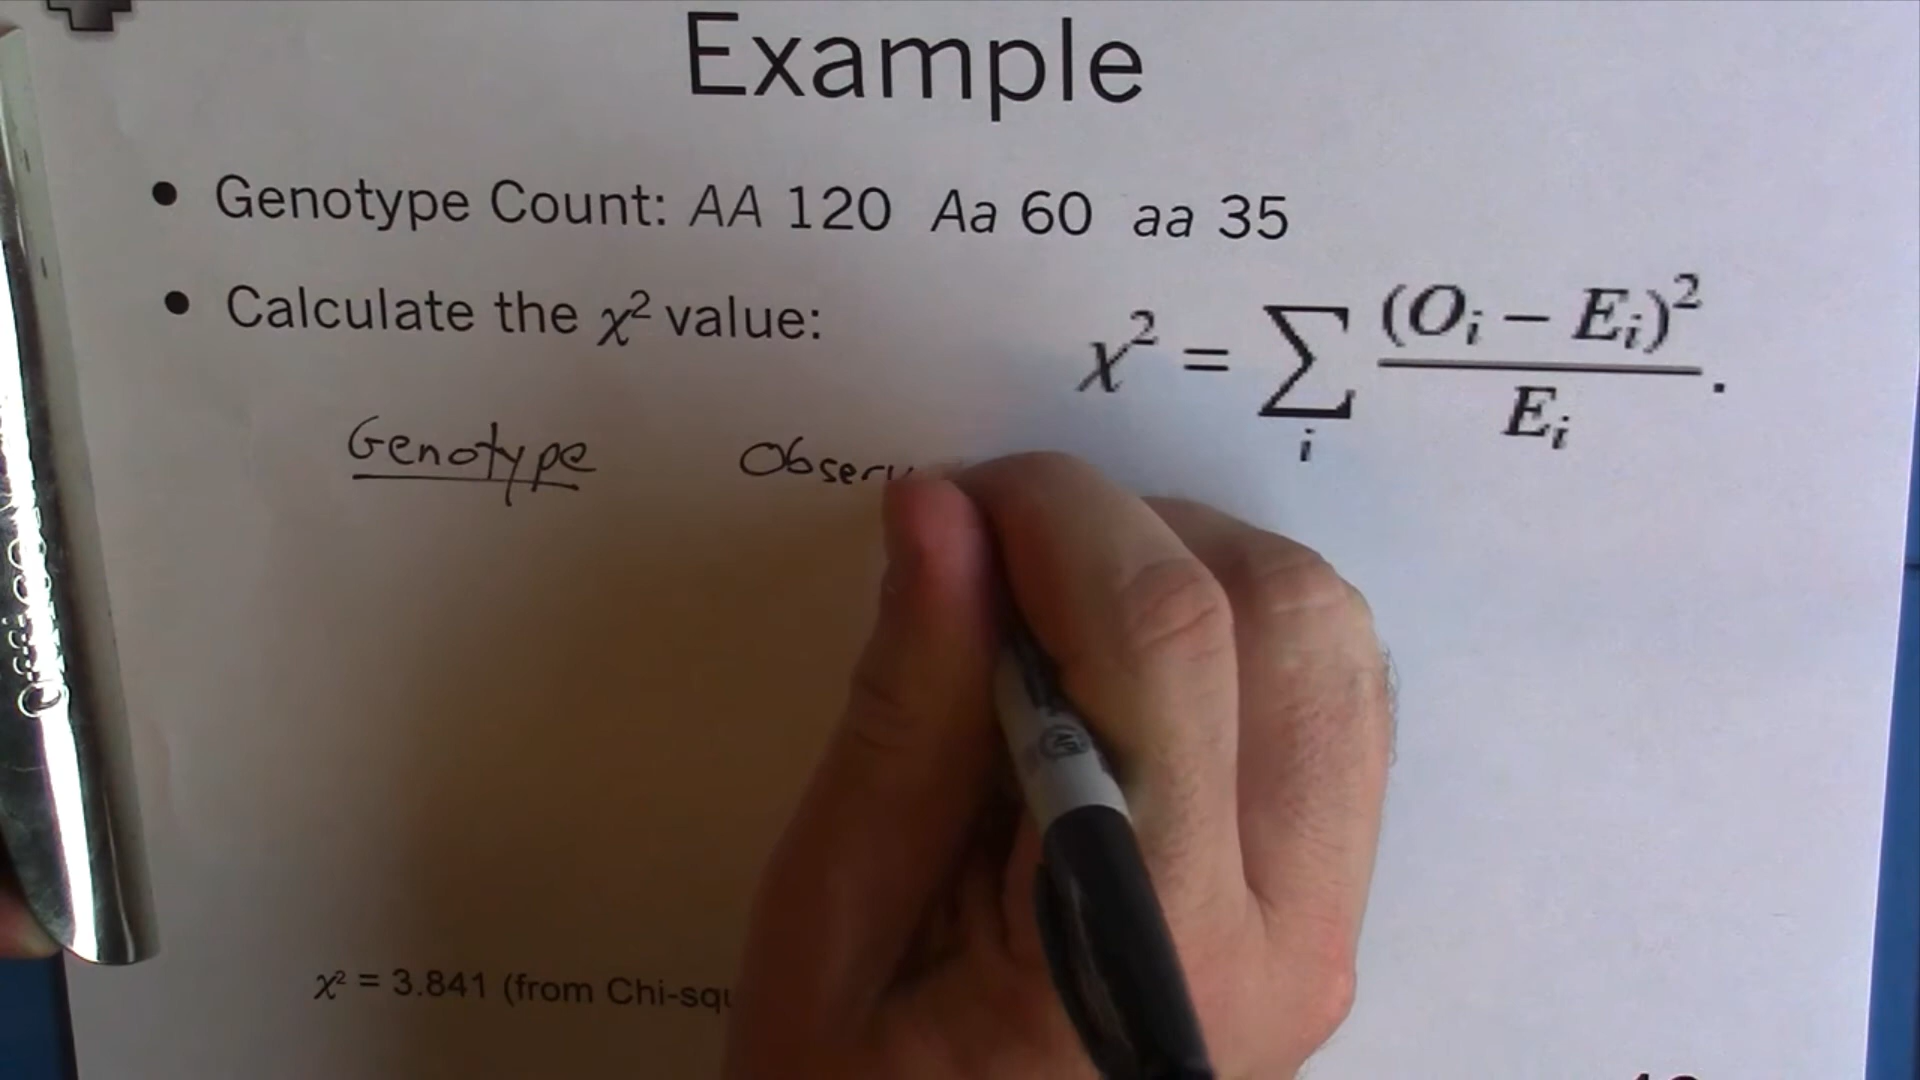 Example
• Genotype Count: AA 120 Aa 60 aa 35
• Calculate the χ² value:
χ² = ∑ᵢ (Oᵢ − Eᵢ)² / Eᵢ .
Genotype Observ
χ² = 3.841 (from Chi-squ